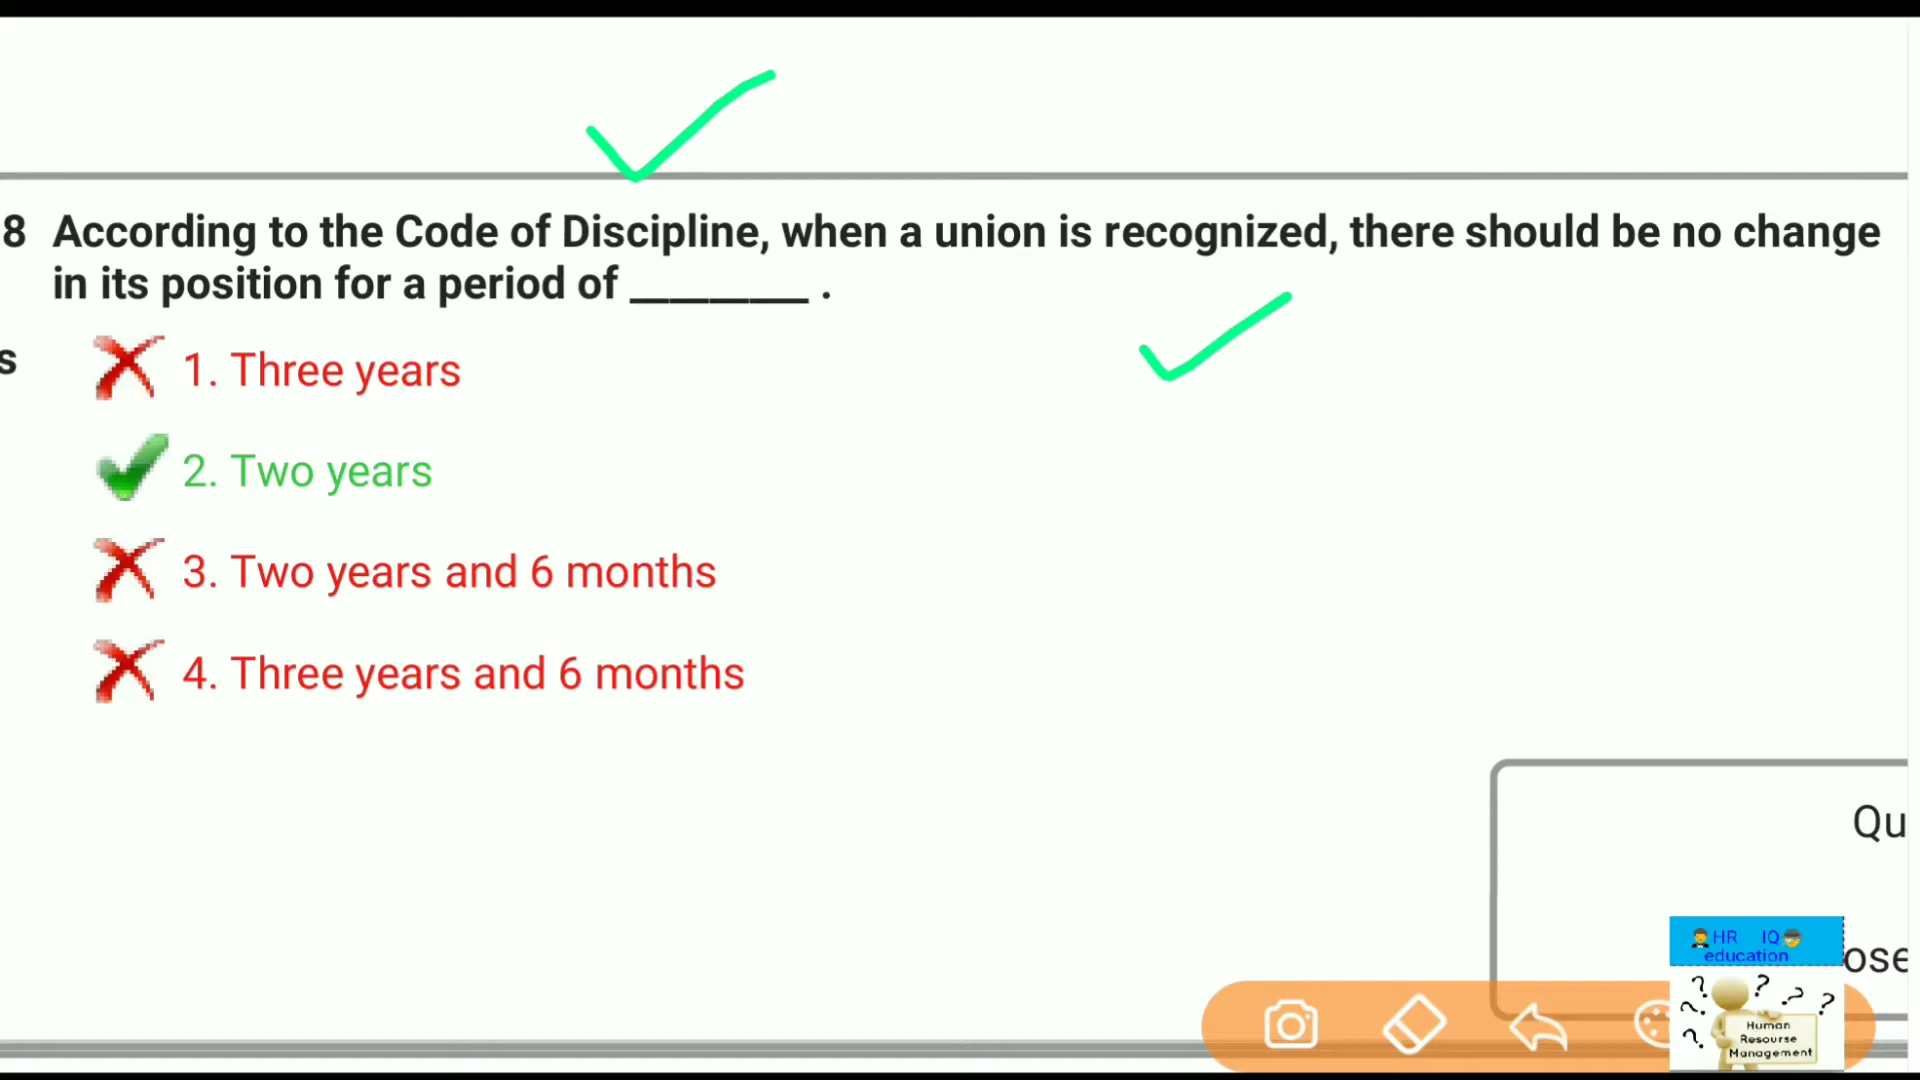 8 According to the Code of Discipline, when a union is recognized, there should be no change
in its position for a period of _________ .
s
1. Three years
2. Two years
3. Two years and 6 months
4. Three years and 6 months
Qu
ose
HR IQ
education
? ? ? ? ? ?
Human
Resourse
Management